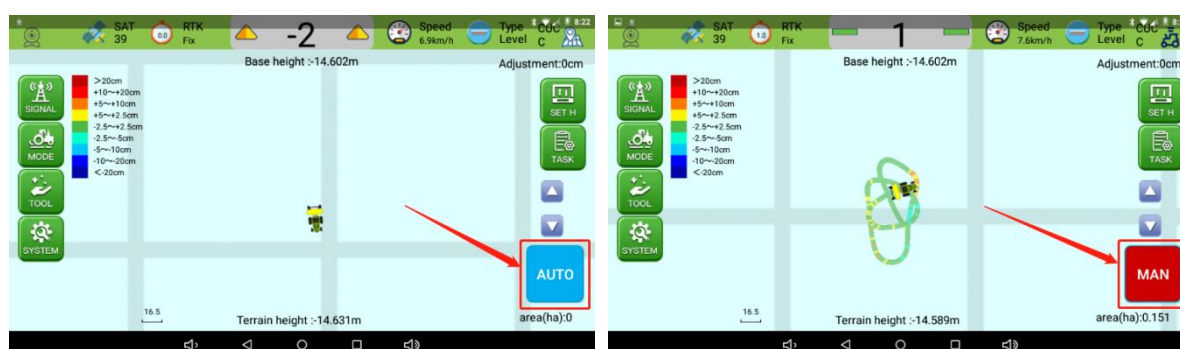 SAT
39
0.0
RTK
Fix
-2
Speed
6.9km/h
Type
Level
CUC
C
8:22
Base height :-14.602m
Adjustment:0cm
SIGNAL
MODE
TOOL
SYSTEM
>20cm
+10~+20cm
+5~+10cm
+5~+2.5cm
-2.5~+2.5cm
-2.5~-5cm
-5~-10cm
-10~-20cm
<-20cm
SET H
TASK
AUTO
16.5
Terrain height :-14.631m
area(ha):0
SAT
39
1.0
RTK
Fix
1
Speed
7.6km/h
Type
Level
CUC
C
Base height :-14.602m
Adjustment:0cm
SIGNAL
MODE
TOOL
SYSTEM
>20cm
+10~+20cm
+5~+10cm
+5~+2.5cm
-2.5~+2.5cm
-2.5~-5cm
-5~-10cm
-10~-20cm
<-20cm
SET H
TASK
MAN
16.5
Terrain height :-14.589m
area(ha):0.151